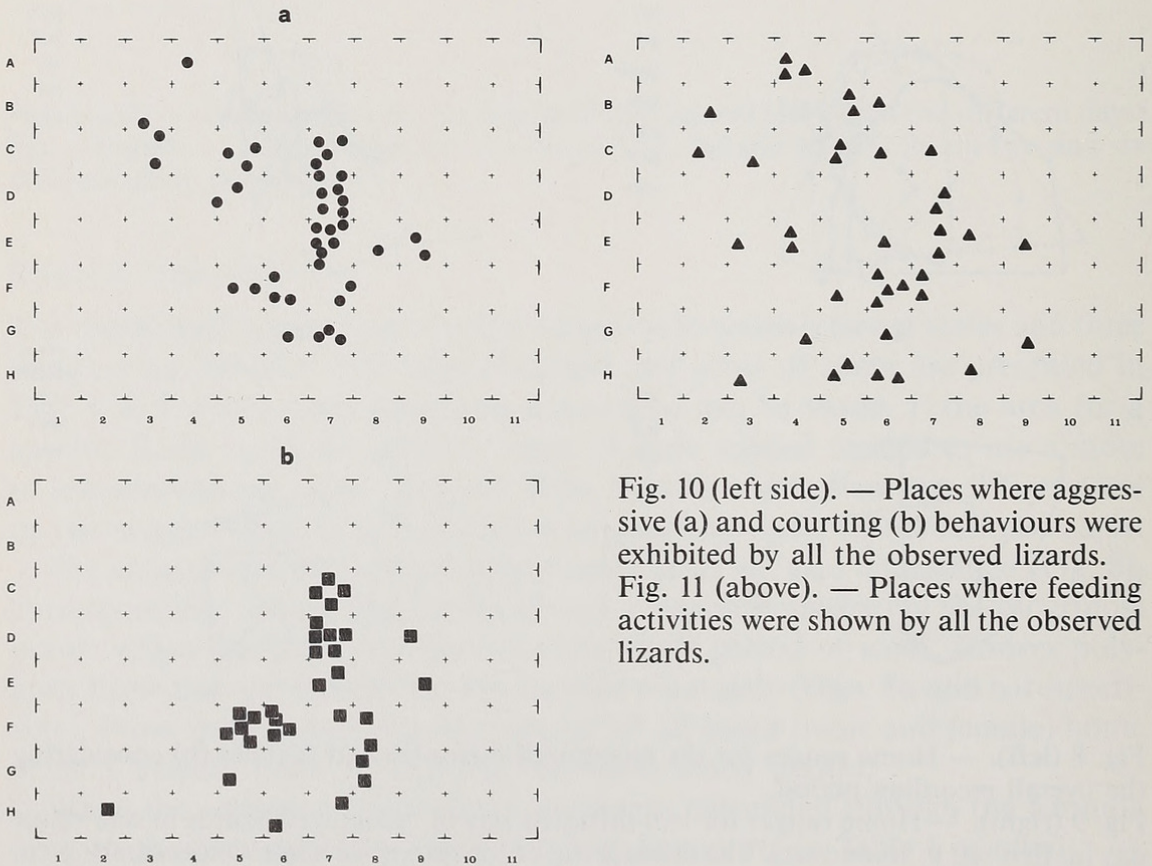 a
A
B
C
D
E
F
G
H
1 2 3 4 5 6 7 8 9 10 11
A
B
C
D
E
F
G
H
1 2 3 4 5 6 7 8 9 10 11
b
A
B
C
D
E
F
G
H
1 2 3 4 5 6 7 8 9 10 11
Fig. 10 (left side). — Places where aggres-
sive (a) and courting (b) behaviours were
exhibited by all the observed lizards.
Fig. 11 (above). — Places where feeding
activities were shown by all the observed
lizards.